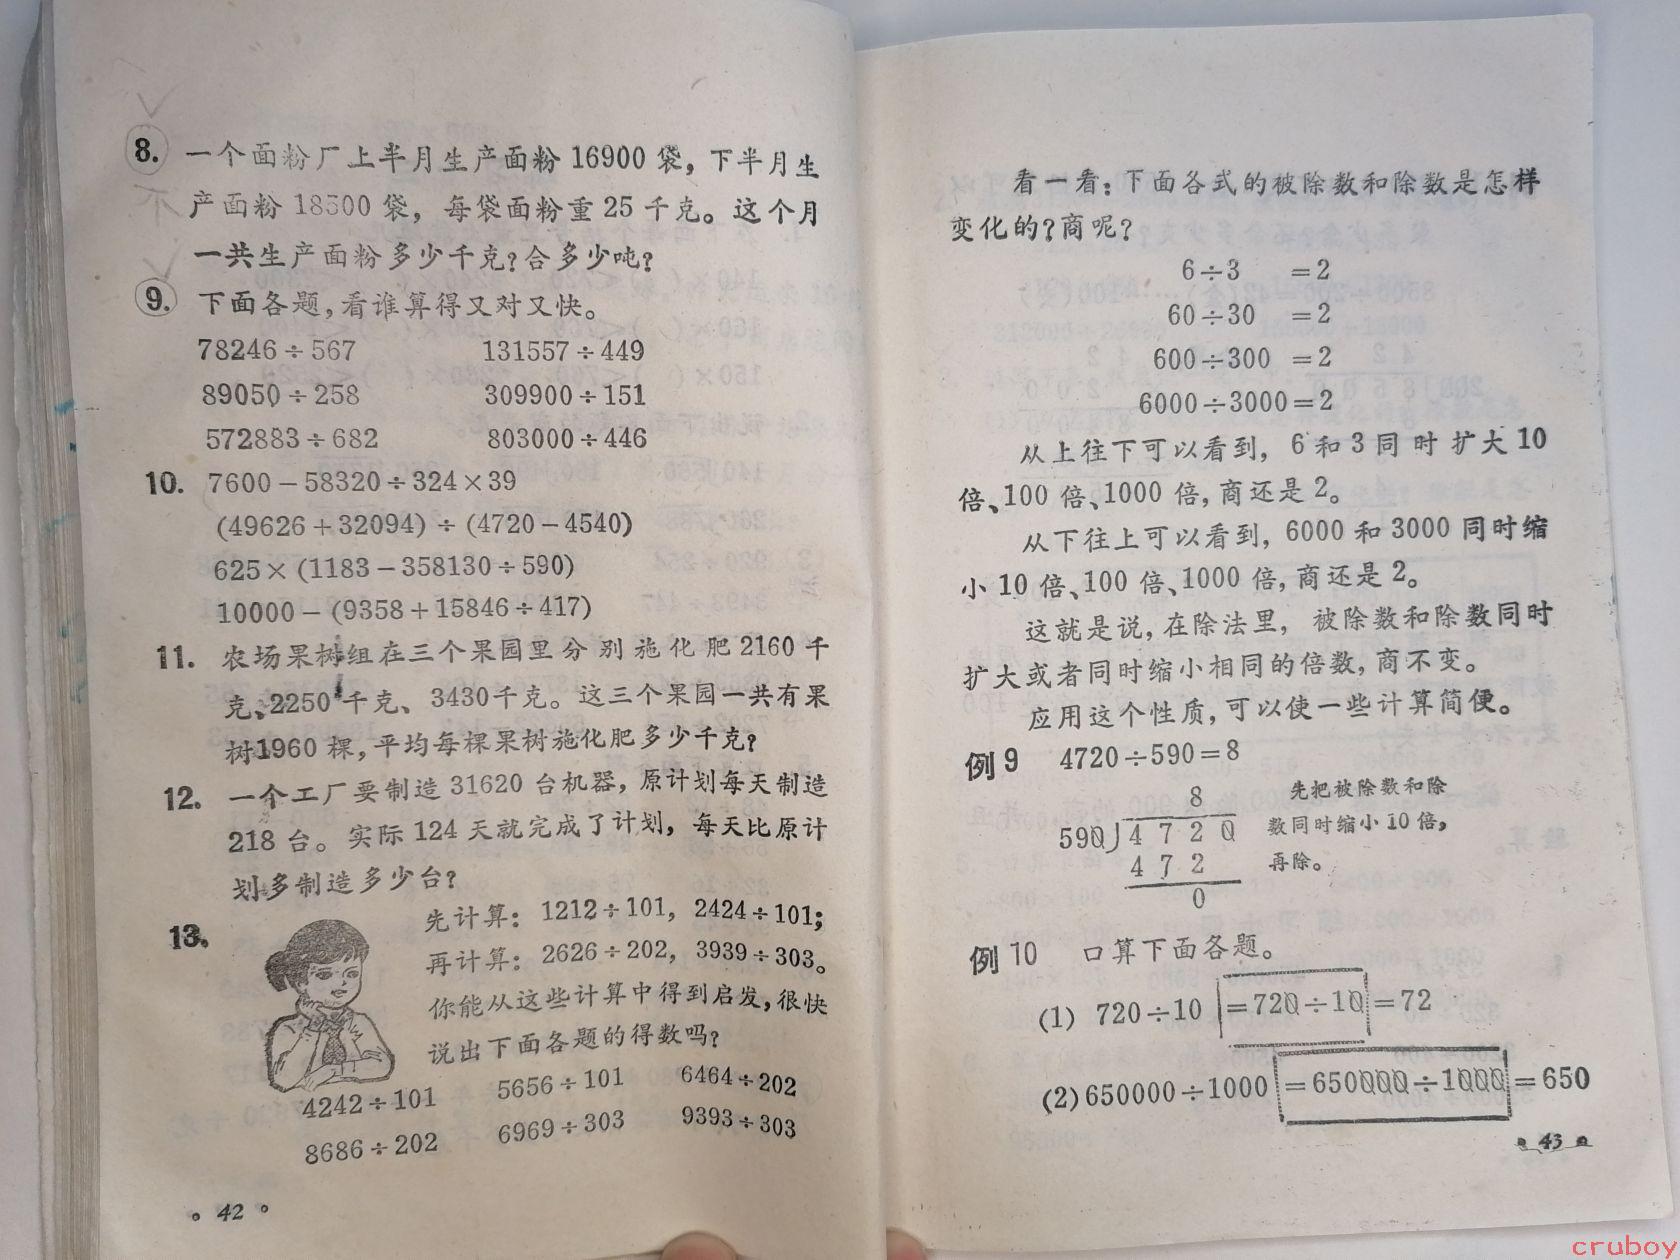 8. 一个面粉厂上半月生产面粉 16900 袋，下半月生
产面粉 18500 袋，每袋面粉重 25 千克。这个月
一共生产面粉多少千克？合多少吨？
9. 下面各题，看谁算得又对又快。
78246÷567 131557÷449
89050÷258 309900÷151
572883÷682 803000÷446
10. 7600－58320÷324×39
(49626＋32094)÷(4720－4540)
625×(1183－358130÷590)
10000－(9358＋15846÷417)
11. 农场果树组在三个果园里分别施化肥 2160 千
克、2250 千克、3430 千克。这三个果园一共有果
树1960 棵，平均每棵果树施化肥多少千克？
12. 一个工厂要制造 31620 台机器，原计划每天制造
218 台。实际 124 天就完成了计划，每天比原计
划多制造多少台？
13. 先计算：1212÷101，2424÷101；
再计算：2626÷202，3939÷303。
你能从这些计算中得到启发，很快
说出下面各题的得数吗？
4242÷101 5656÷101 6464÷202
8686÷202 6969÷303 9393÷303
。42。
看一看：下面各式的被除数和除数是怎样
变化的？商呢？
6÷3 ＝2
60÷30 ＝2
600÷300 ＝2
6000÷3000＝2
从上往下可以看到，6 和 3 同时扩大 10
倍、100 倍、1000 倍，商还是 2。
从下往上可以看到，6000 和 3000 同时缩
小 10 倍、100 倍、1000 倍，商还是 2。
这就是说，在除法里，被除数和除数同时
扩大或者同时缩小相同的倍数，商不变。
应用这个性质，可以使一些计算简便。
例 9 4720÷590＝8
8
590)4720
472
0
先把被除数和除
数同时缩小 10 倍，
再除。
例 10 口算下面各题。
(1) 720÷10 ＝720÷10 ＝72
(2) 650000÷1000 ＝650000÷1000 ＝650
。43。
cruboy